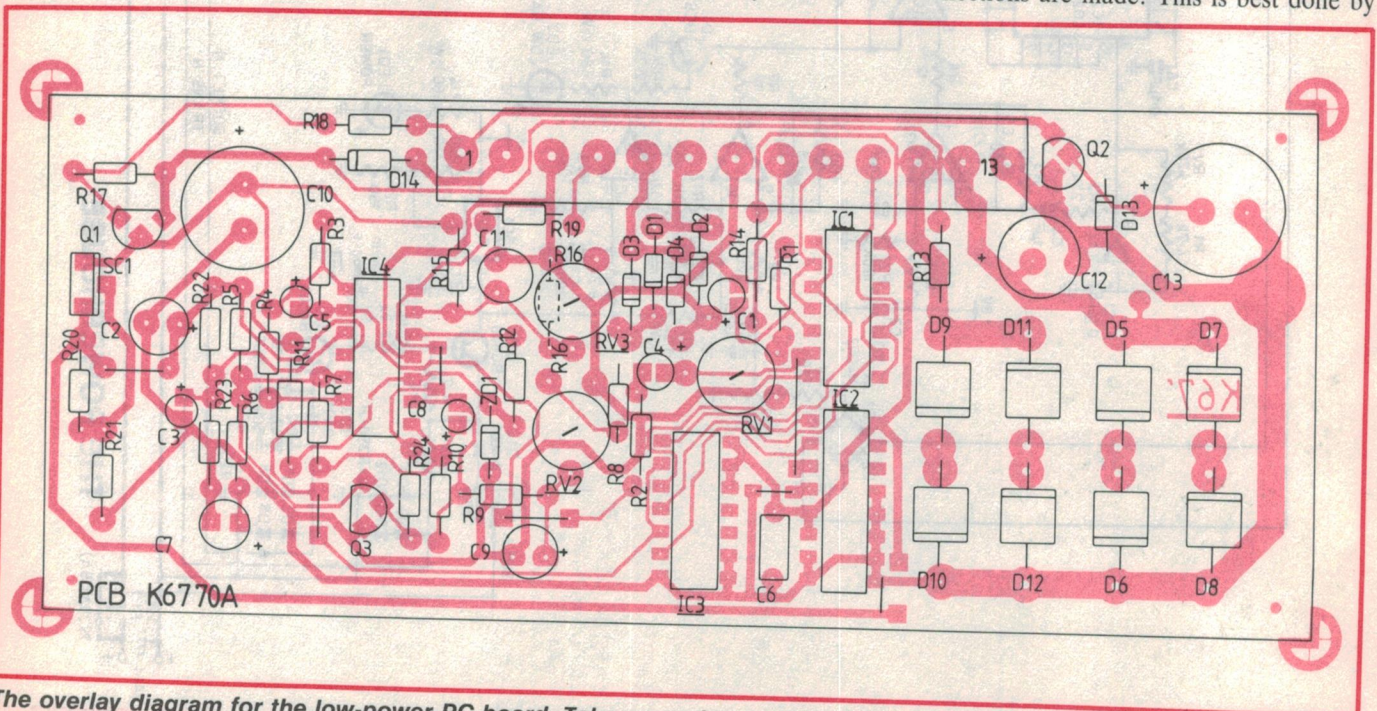 ctions are made. This is best done by
R18
D14
1
13
Q2
D13
R17
C10
Q1
SC1
R3
R19
C11
R15
R16
D3
D1
D4
D2
R14
R1
IC1
R13
C12
C13
IC4
R22
R5
R4
C5
C2
R20
R11
R12
R16
RV3
C4
C1
D9
D11
D5
D7
K67
R23
R6
R7
C8
ZD1
RV1
IC2
C3
R21
R24
R10
RV2
R8
R2
R9
C7
Q3
C9
IC3
C6
D10
D12
D6
D8
PCB K6770A
The overlay diagram for the low-power PC board.